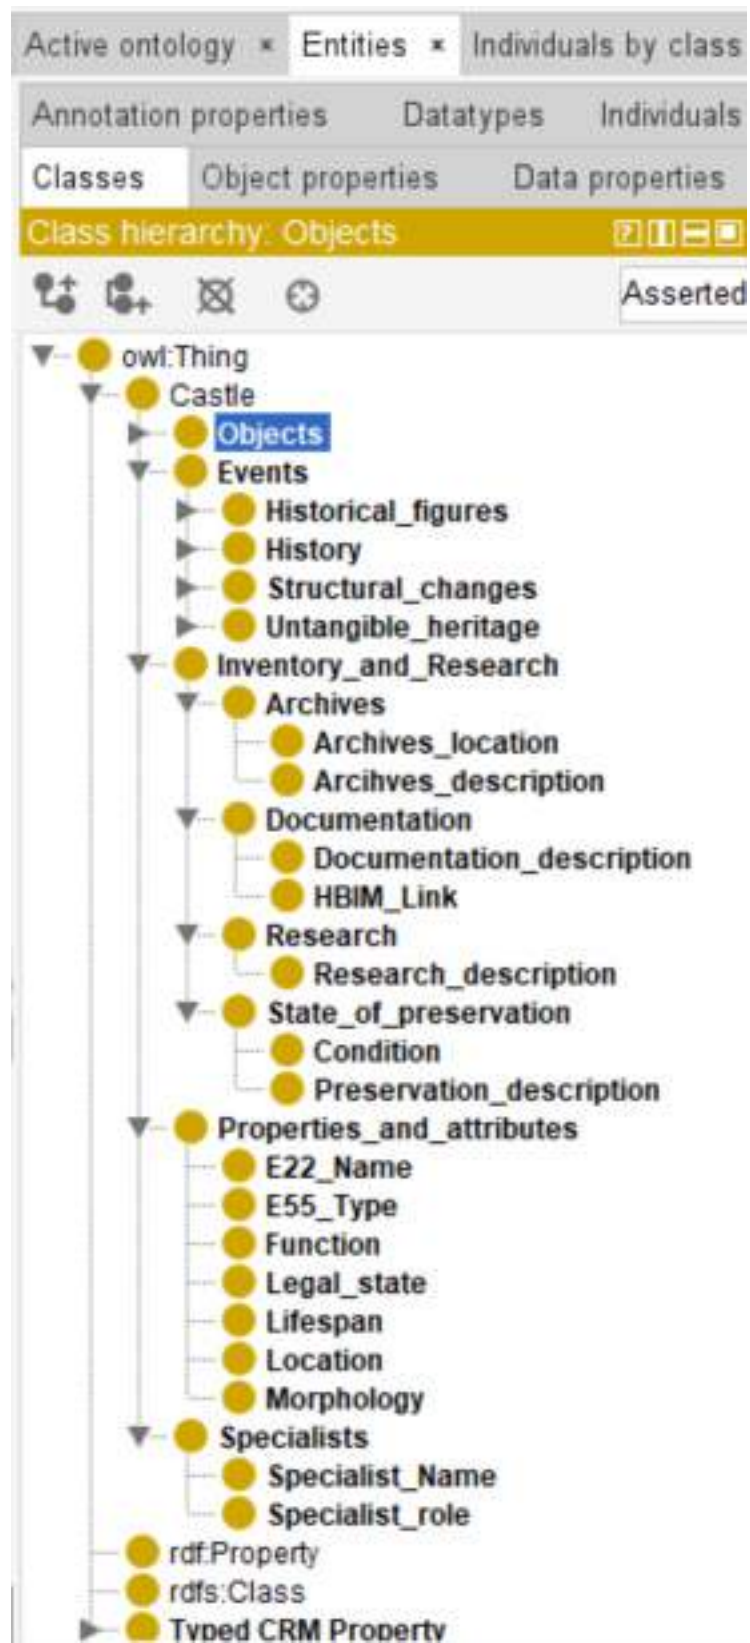 Active ontology × Entities × Individuals by class
Annotation properties Datatypes Individuals
Classes Object properties Data properties
Class hierarchy: Objects
Asserted
owl:Thing
Castle
Objects
Events
Historical_figures
History
Structural_changes
Untangible_heritage
Inventory_and_Research
Archives
Archives_location
Arcihves_description
Documentation
Documentation_description
HBIM_Link
Research
Research_description
State_of_preservation
Condition
Preservation_description
Properties_and_attributes
E22_Name
E55_Type
Function
Legal_state
Lifespan
Location
Morphology
Specialists
Specialist_Name
Specialist_role
rdf:Property
rdfs:Class
Typed CRM Property